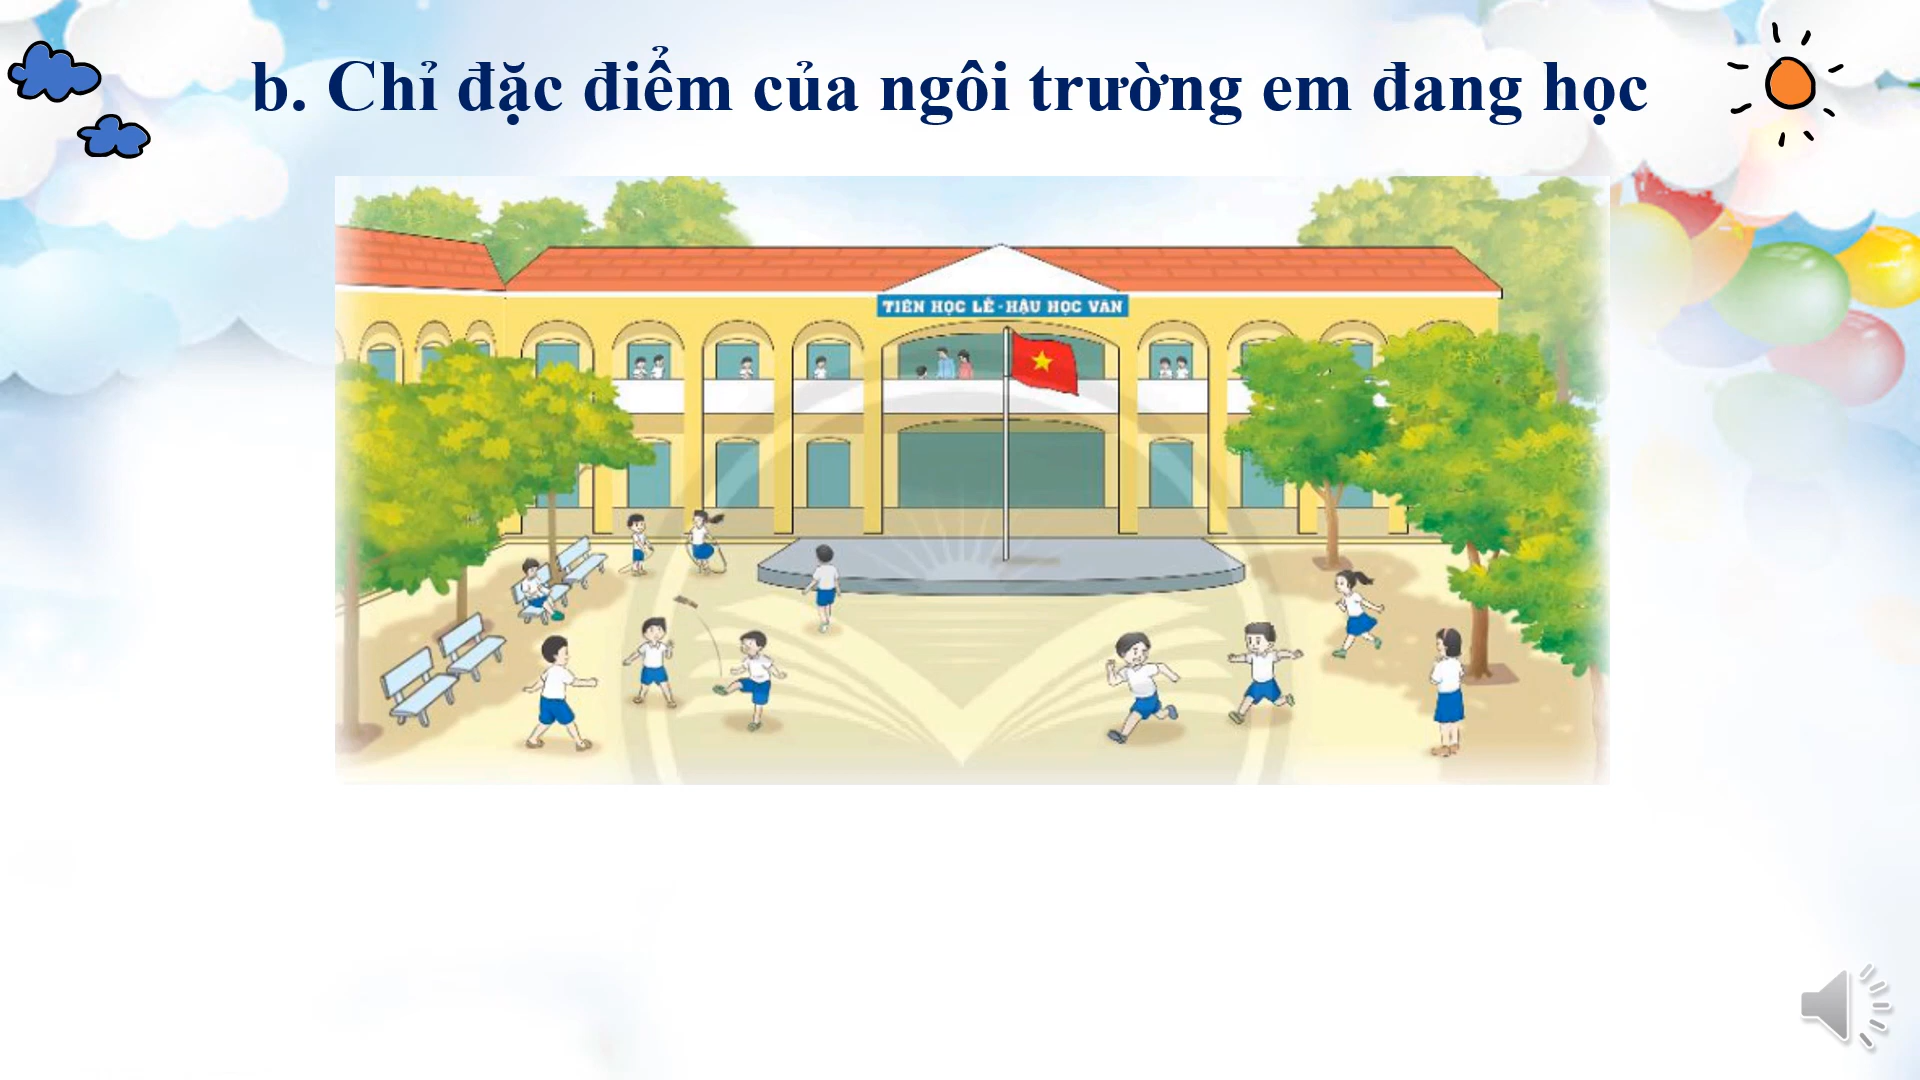 b. Chỉ đặc điểm của ngôi trường em đang học
TIÊN HỌC LỄ - HẬU HỌC VĂN